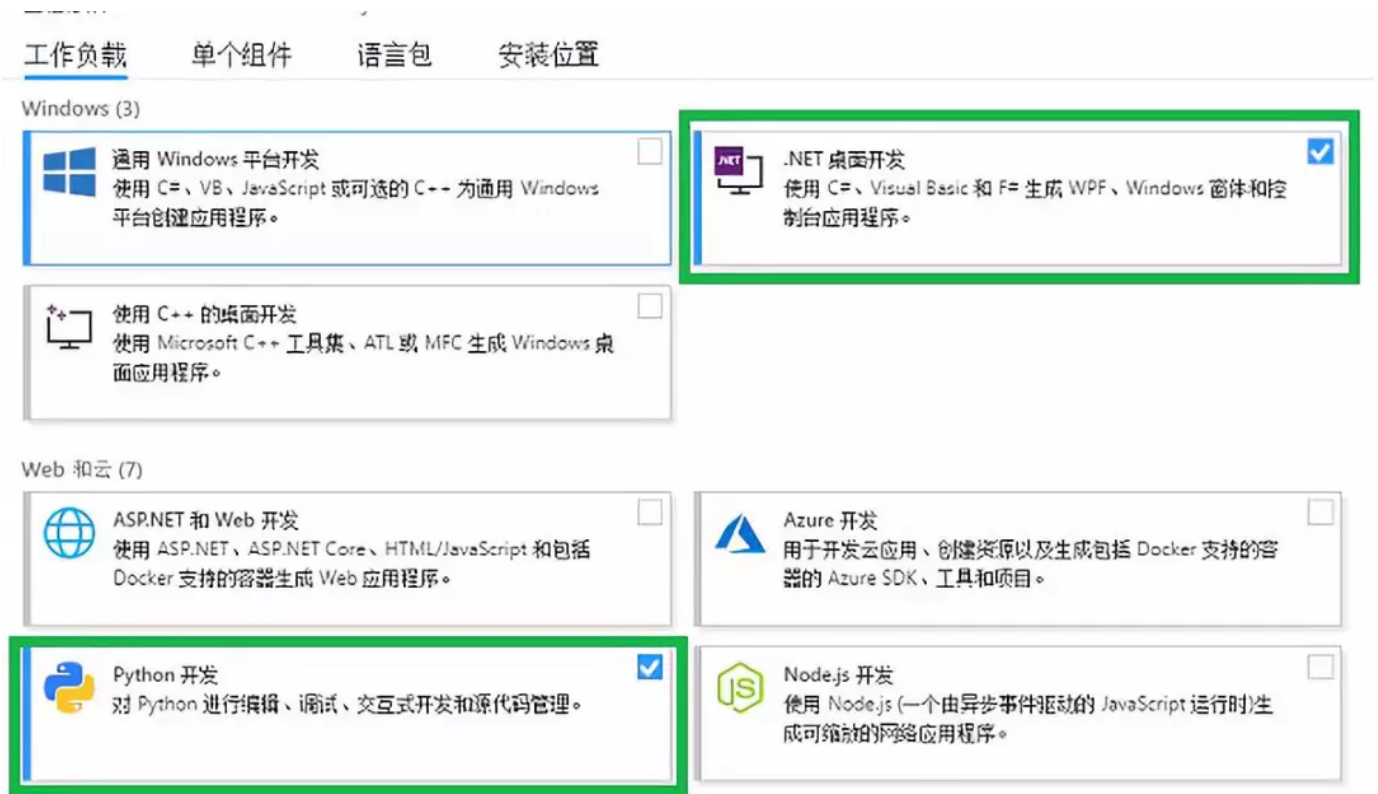 工作负载 单个组件 语言包 安装位置
Windows (3)
通用 Windows 平台开发
使用 C#、VB、JavaScript 或可选的 C++ 为通用 Windows
平台创建应用程序。
.NET
.NET 桌面开发
使用 C#、Visual Basic 和 F# 生成 WPF、Windows 窗体和控
制台应用程序。
使用 C++ 的桌面开发
使用 Microsoft C++ 工具集、ATL 或 MFC 生成 Windows 桌
面应用程序。
Web 和云 (7)
ASP.NET 和 Web 开发
使用 ASP.NET、ASP.NET Core、HTML/JavaScript 和包括
Docker 支持的容器生成 Web 应用程序。
Azure 开发
用于开发云应用、创建资源以及生成包括 Docker 支持的容
器的 Azure SDK、工具和项目。
Python 开发
对 Python 进行编辑、调试、交互式开发和源代码管理。
JS
Node.js 开发
使用 Node.js (一个由异步事件驱动的 JavaScript 运行时)生
成可缩放的网络应用程序。